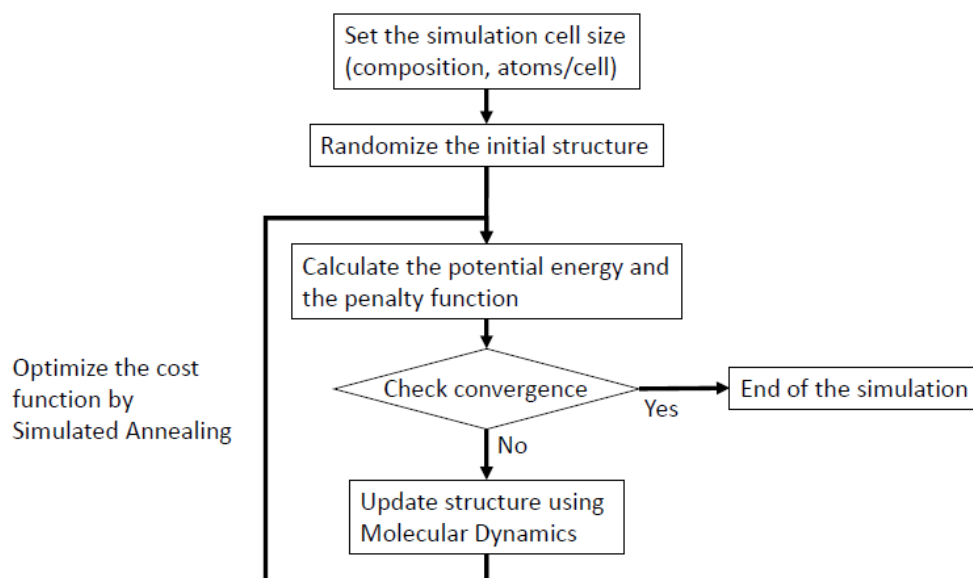 Set the simulation cell size
(composition, atoms/cell)
Randomize the initial structure
Calculate the potential energy and
the penalty function
Optimize the cost
function by
Simulated Annealing
Check convergence
Yes
End of the simulation
No
Update structure using
Molecular Dynamics